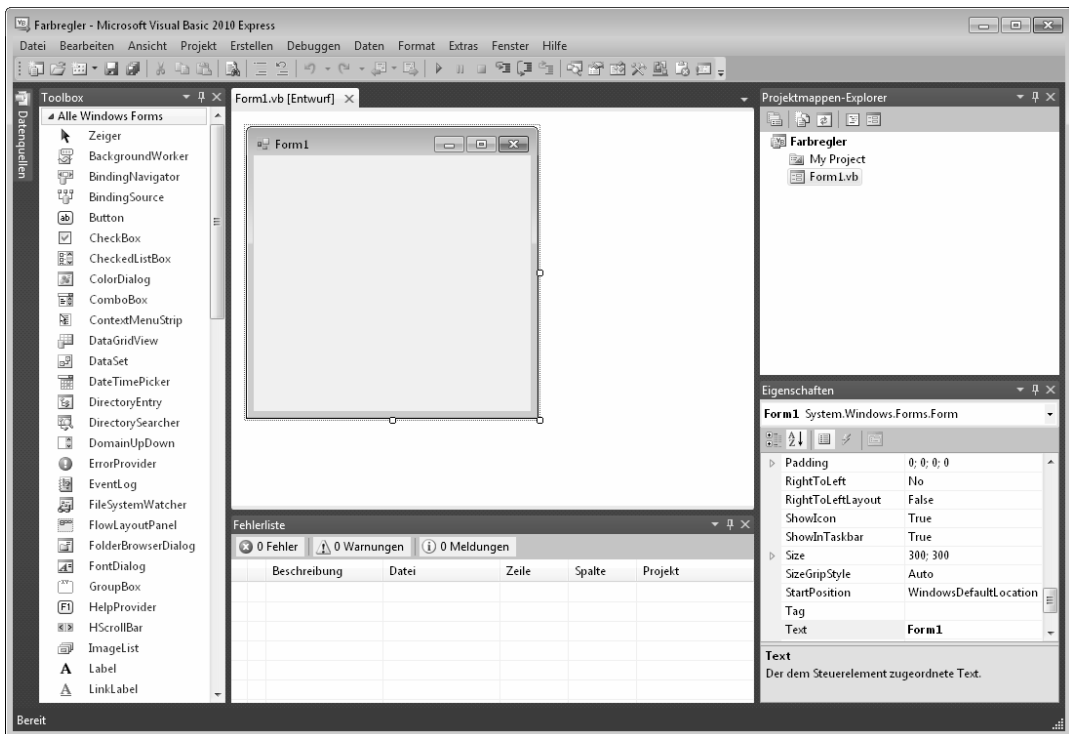 Farbregler - Microsoft Visual Basic 2010 Express
Datei Bearbeiten Ansicht Projekt Erstellen Debuggen Daten Format Extras Fenster Hilfe
Datenquellen
Toolbox
Alle Windows Forms
Zeiger
BackgroundWorker
BindingNavigator
BindingSource
Button
CheckBox
CheckedListBox
ColorDialog
ComboBox
ContextMenuStrip
DataGridView
DataSet
DateTimePicker
DirectoryEntry
DirectorySearcher
DomainUpDown
ErrorProvider
EventLog
FileSystemWatcher
FlowLayoutPanel
FolderBrowserDialog
FontDialog
GroupBox
HelpProvider
HScrollBar
ImageList
Label
LinkLabel
Form1.vb [Entwurf]
Form1
Fehlerliste
0 Fehler 0 Warnungen 0 Meldungen
Beschreibung Datei Zeile Spalte Projekt
Projektmappen-Explorer
Farbregler
My Project
Form1.vb
Eigenschaften
Form1 System.Windows.Forms.Form
Padding 0; 0; 0; 0
RightToLeft No
RightToLeftLayout False
ShowIcon True
ShowInTaskbar True
Size 300; 300
SizeGripStyle Auto
StartPosition WindowsDefaultLocation
Tag
Text Form1
Text
Der dem Steuerelement zugeordnete Text.
Bereit